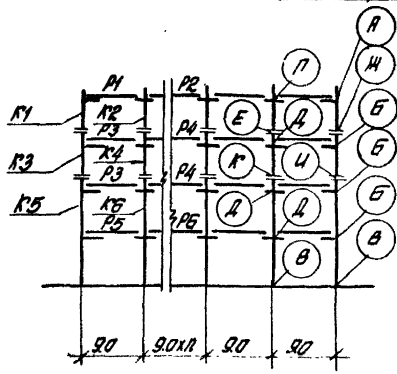 А
П
Ж
Р1 Р2
К1 К2
Р3 Р4 Е Д Б
К3 К4
Р3 Р4 К И Б
К5 К6 Д Д Б
Р5 Р6
В В
9.0 9.0хп 9.0 9.0